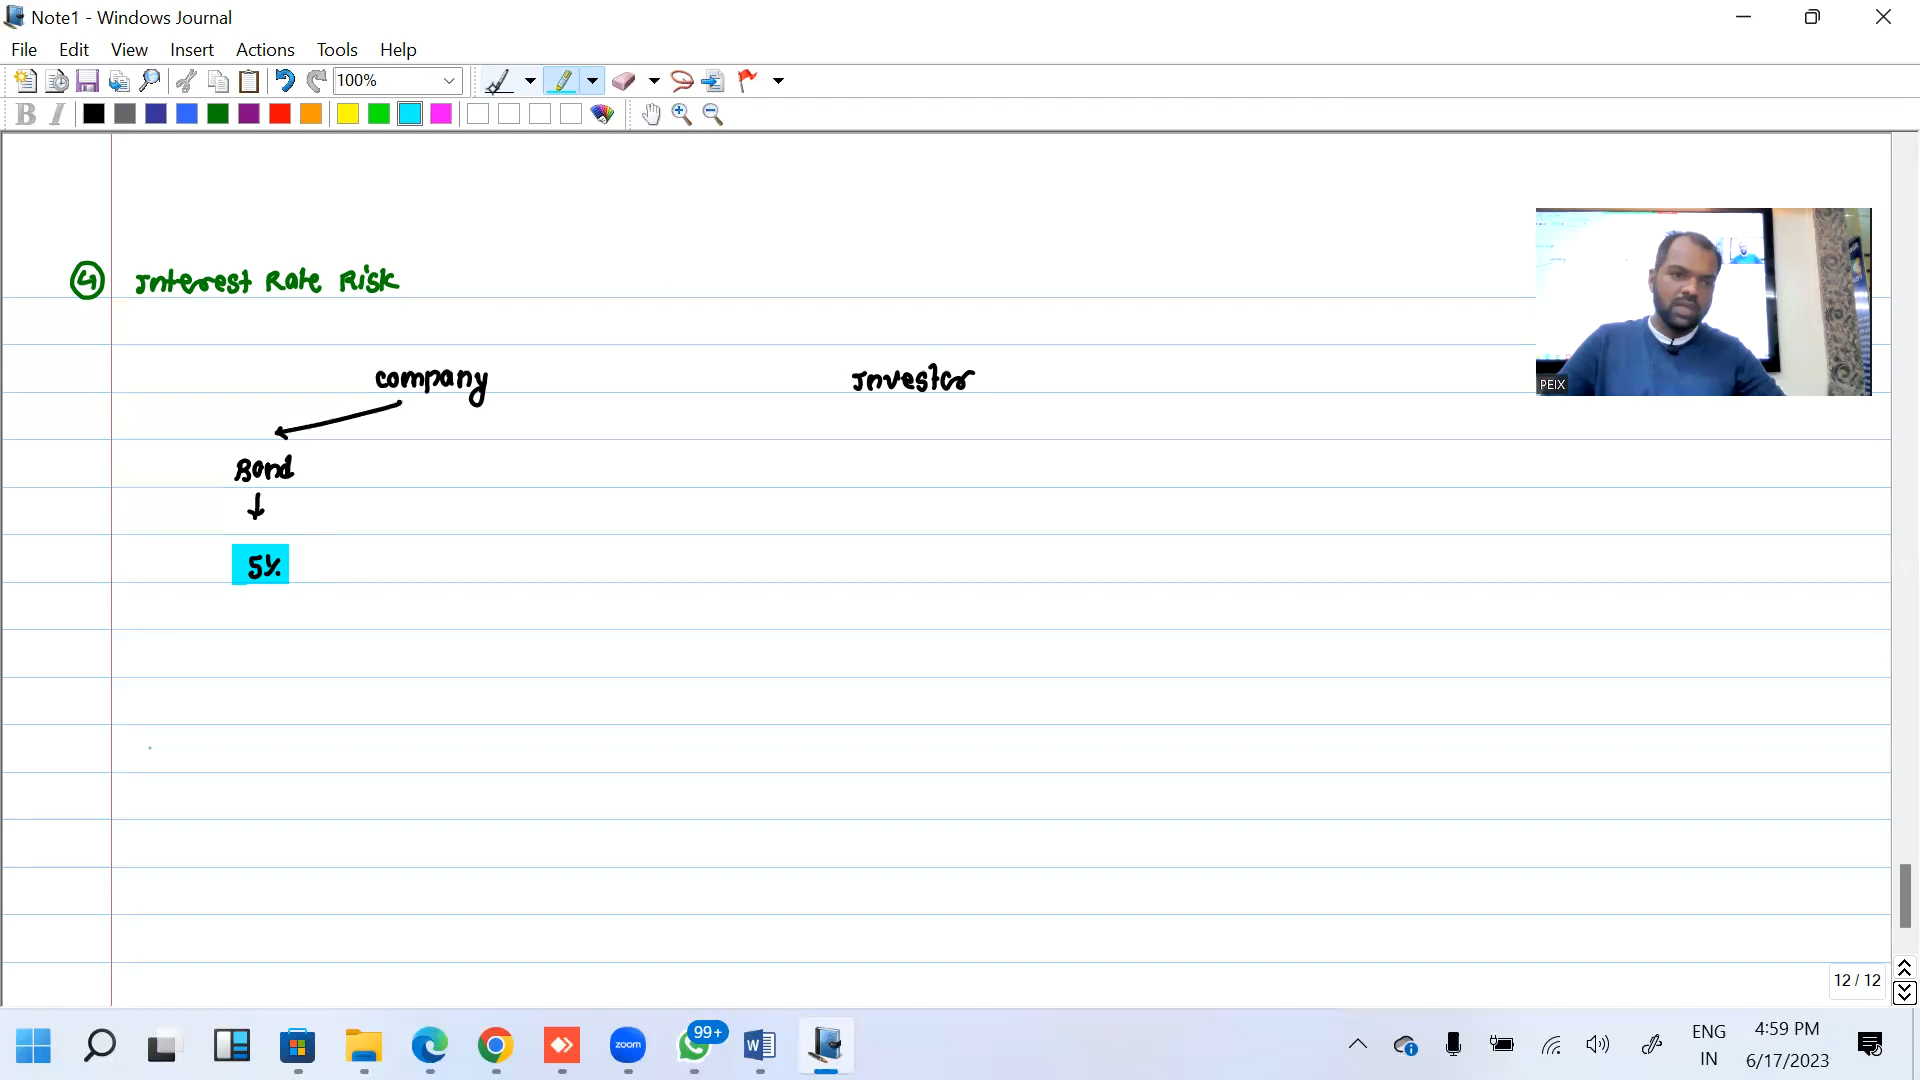 Note1 - Windows Journal
File Edit View Insert Actions Tools Help
100%
B I
PEIX
4 Interest Rate Risk
company Investor
Bond
5%
12 / 12
99+
zoom
ENG
IN
4:59 PM
6/17/2023